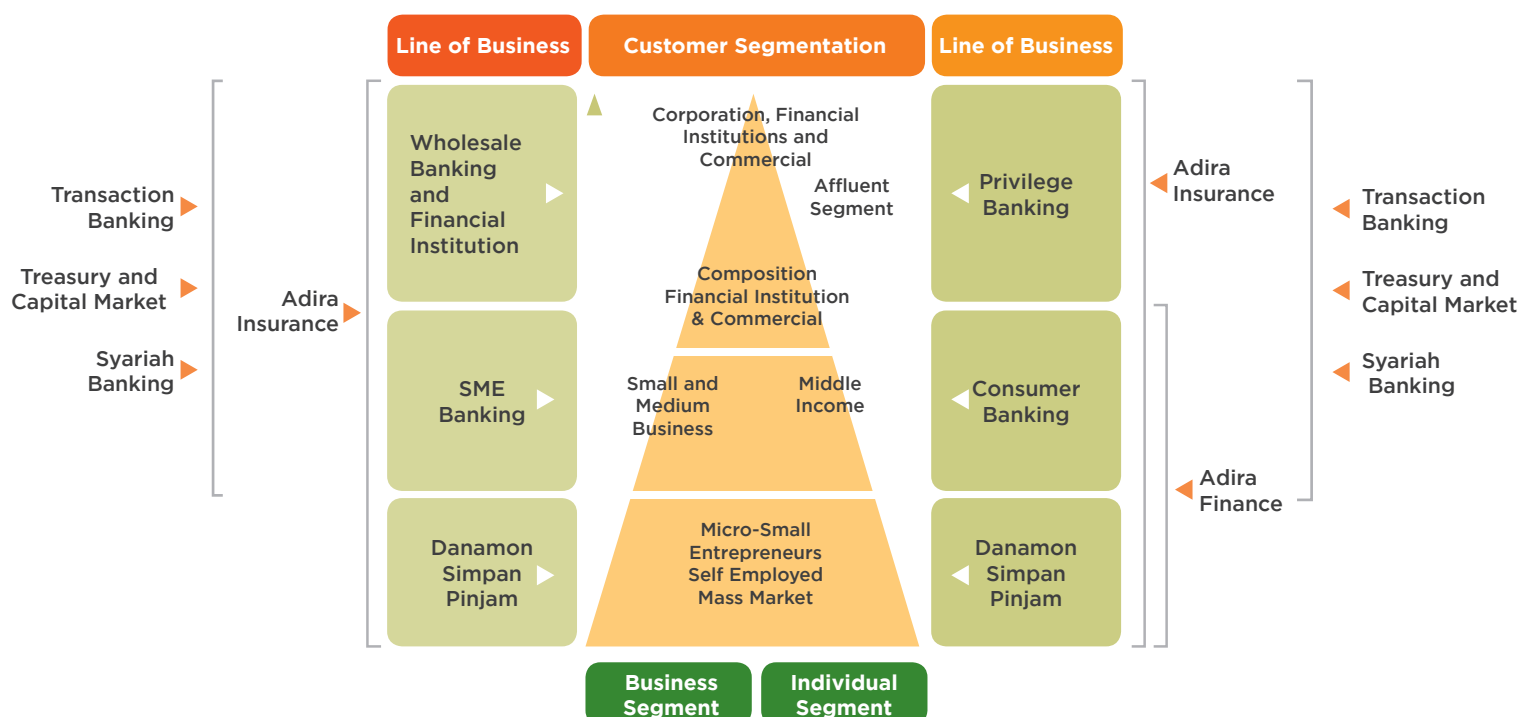 Line of Business
Customer Segmentation
Line of Business
Transaction
Banking
Treasury and
Capital Market
Syariah
Banking
Adira
Insurance
Wholesale
Banking
and
Financial
Institution
SME
Banking
Danamon
Simpan
Pinjam
Corporation, Financial
Institutions and
Commercial
Affluent
Segment
Composition
Financial Institution
& Commercial
Small and
Medium
Business
Middle
Income
Micro-Small
Entrepreneurs
Self Employed
Mass Market
Privilege
Banking
Consumer
Banking
Danamon
Simpan
Pinjam
Adira
Insurance
Adira
Finance
Transaction
Banking
Treasury and
Capital Market
Syariah
Banking
Business
Segment
Individual
Segment